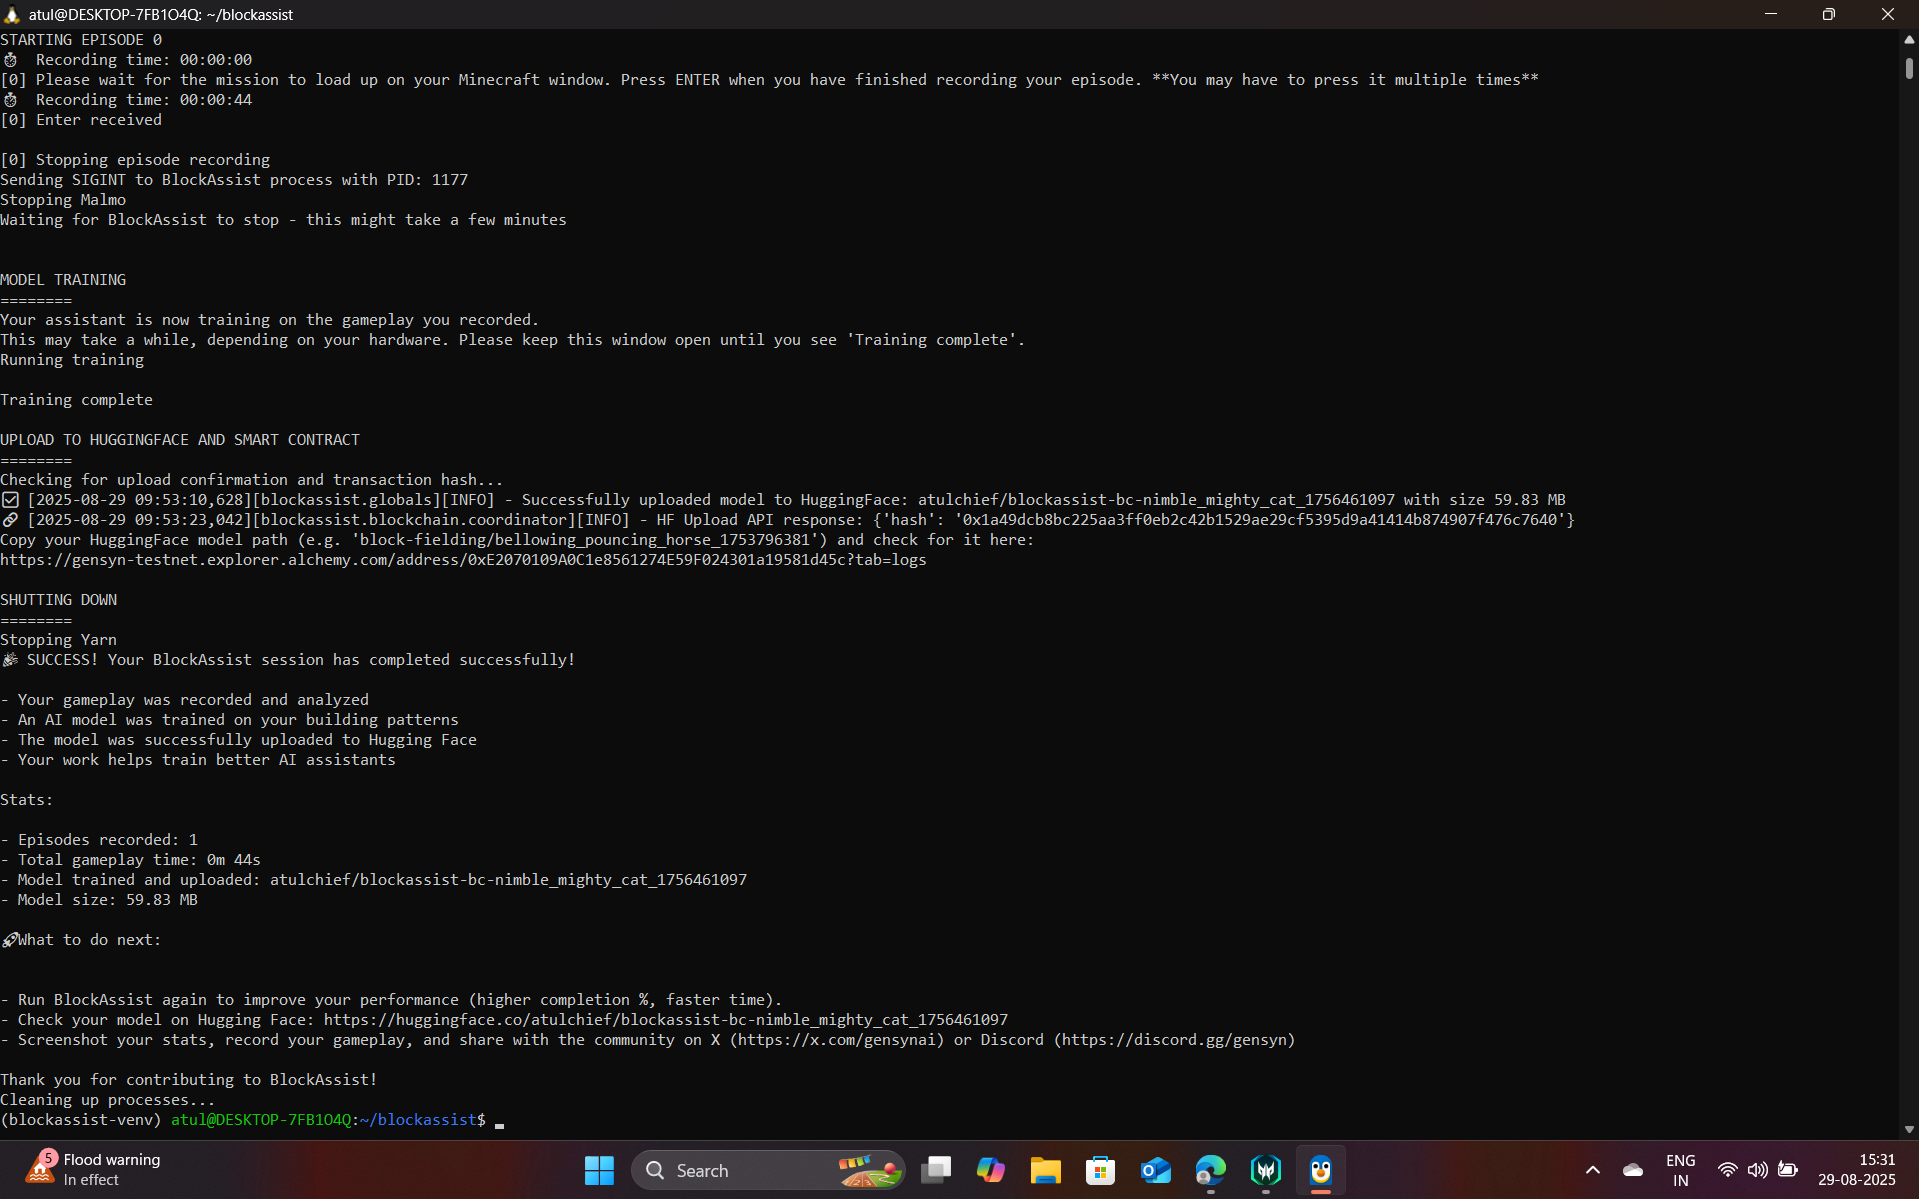 atul@DESKTOP-7FB1O4Q: ~/blockassist
STARTING EPISODE 0
⏱ Recording time: 00:00:00
[0] Please wait for the mission to load up on your Minecraft window. Press ENTER when you have finished recording your episode. **You may have to press it multiple times**
⏱ Recording time: 00:00:44
[0] Enter received
[0] Stopping episode recording
Sending SIGINT to BlockAssist process with PID: 1177
Stopping Malmo
Waiting for BlockAssist to stop - this might take a few minutes
MODEL TRAINING
========
Your assistant is now training on the gameplay you recorded.
This may take a while, depending on your hardware. Please keep this window open until you see 'Training complete'.
Running training
Training complete
UPLOAD TO HUGGINGFACE AND SMART CONTRACT
========
Checking for upload confirmation and transaction hash...
☑ [2025-08-29 09:53:10,628][blockassist.globals][INFO] - Successfully uploaded model to HuggingFace: atulchief/blockassist-bc-nimble_mighty_cat_1756461097 with size 59.83 MB
🔗 [2025-08-29 09:53:23,042][blockassist.blockchain.coordinator][INFO] - HF Upload API response: {'hash': '0x1a49dcb8bc225aa3ff0eb2c42b1529ae29cf5395d9a41414b874907f476c7640'}
Copy your HuggingFace model path (e.g. 'block-fielding/bellowing_pouncing_horse_1753796381') and check for it here:
https://gensyn-testnet.explorer.alchemy.com/address/0xE2070109A0C1e8561274E59F024301a19581d45c?tab=logs
SHUTTING DOWN
========
Stopping Yarn
🎉 SUCCESS! Your BlockAssist session has completed successfully!
- Your gameplay was recorded and analyzed
- An AI model was trained on your building patterns
- The model was successfully uploaded to Hugging Face
- Your work helps train better AI assistants
Stats:
- Episodes recorded: 1
- Total gameplay time: 0m 44s
- Model trained and uploaded: atulchief/blockassist-bc-nimble_mighty_cat_1756461097
- Model size: 59.83 MB
🚀What to do next:
- Run BlockAssist again to improve your performance (higher completion %, faster time).
- Check your model on Hugging Face: https://huggingface.co/atulchief/blockassist-bc-nimble_mighty_cat_1756461097
- Screenshot your stats, record your gameplay, and share with the community on X (https://x.com/gensynai) or Discord (https://discord.gg/gensyn)
Thank you for contributing to BlockAssist!
Cleaning up processes...
(blockassist-venv) atul@DESKTOP-7FB1O4Q:~/blockassist$
5
Flood warning
In effect
Search
ENG
IN
15:31
29-08-2025